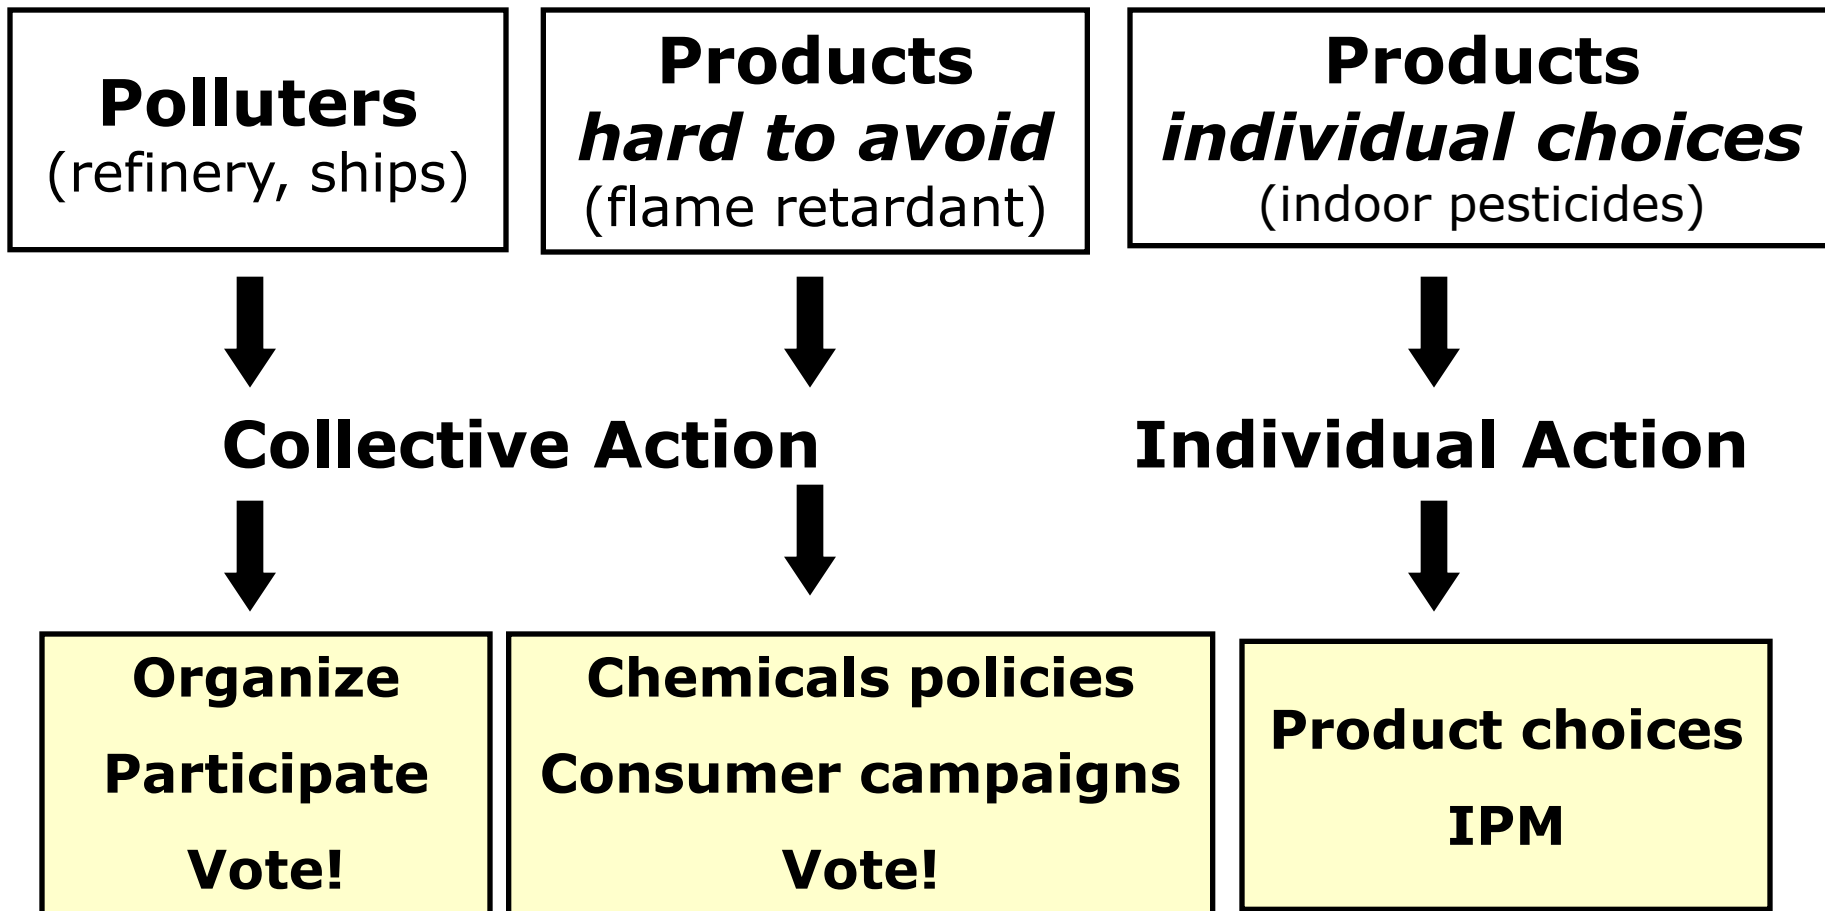 Polluters
(refinery, ships)
Products
hard to avoid
(flame retardant)
Products
individual choices
(indoor pesticides)
Collective Action
Individual Action
Organize
Participate
Vote!
Chemicals policies
Consumer campaigns
Vote!
Product choices
IPM